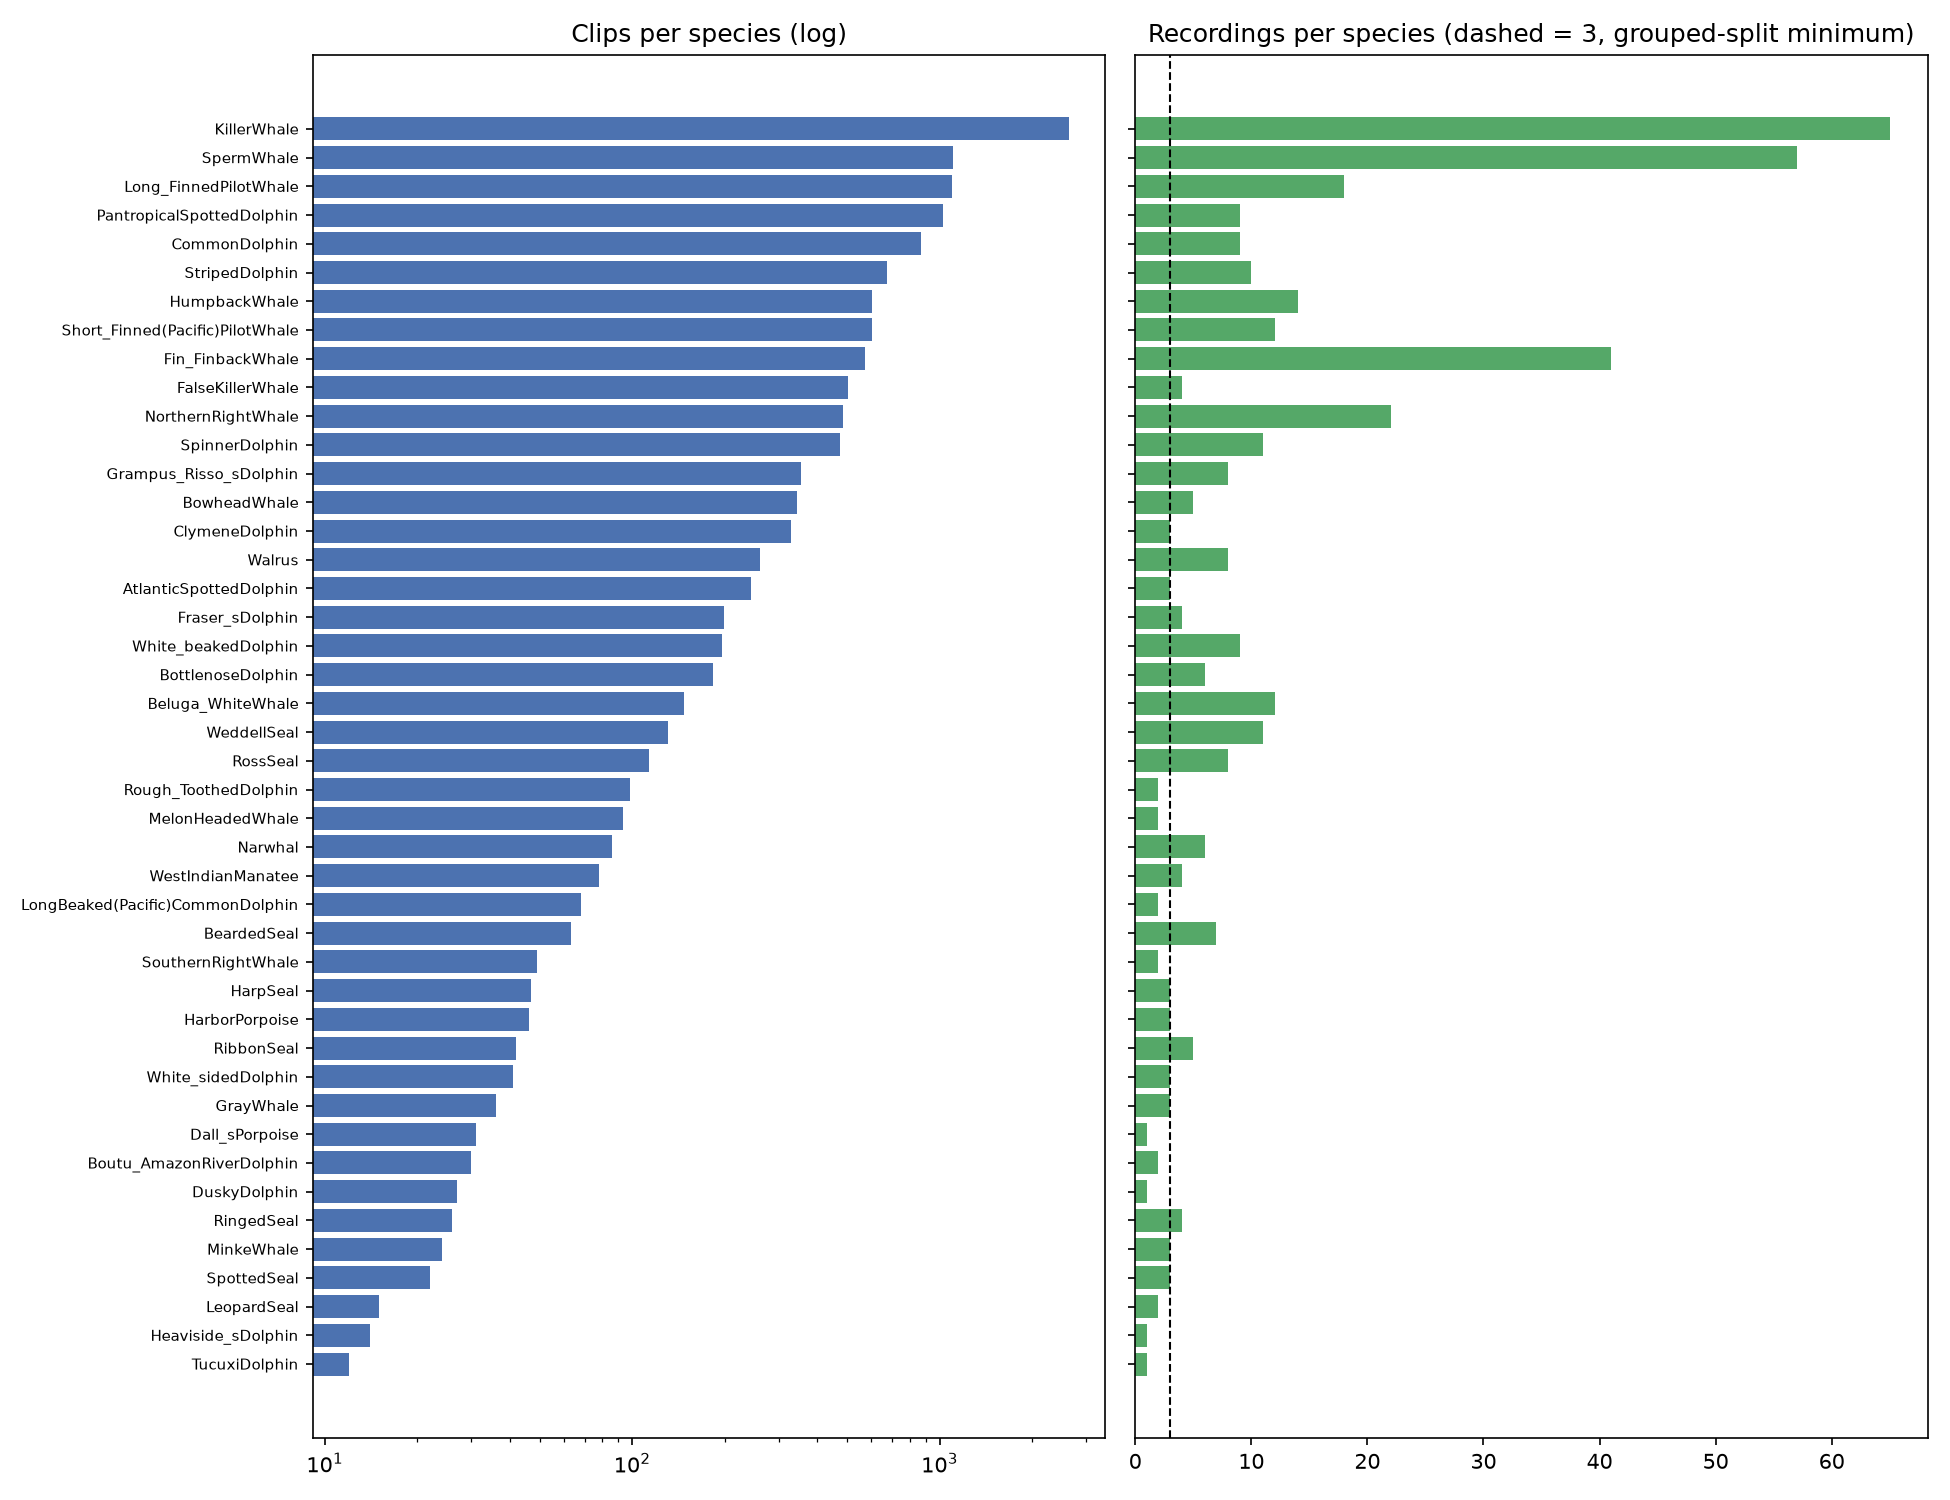 Clips per species (log)
Recordings per species (dashed = 3, grouped-split minimum)
KillerWhale
SpermWhale
Long_FinnedPilotWhale
PantropicalSpottedDolphin
CommonDolphin
StripedDolphin
HumpbackWhale
Short_Finned(Pacific)PilotWhale
Fin_FinbackWhale
FalseKillerWhale
NorthernRightWhale
SpinnerDolphin
Grampus_Risso_sDolphin
BowheadWhale
ClymeneDolphin
Walrus
AtlanticSpottedDolphin
Fraser_sDolphin
White_beakedDolphin
BottlenoseDolphin
Beluga_WhiteWhale
WeddellSeal
RossSeal
Rough_ToothedDolphin
MelonHeadedWhale
Narwhal
WestIndianManatee
LongBeaked(Pacific)CommonDolphin
BeardedSeal
SouthernRightWhale
HarpSeal
HarborPorpoise
RibbonSeal
White_sidedDolphin
GrayWhale
Dall_sPorpoise
Boutu_AmazonRiverDolphin
DuskyDolphin
RingedSeal
MinkeWhale
SpottedSeal
LeopardSeal
Heaviside_sDolphin
TucuxiDolphin
10¹ 10² 10³
0 10 20 30 40 50 60